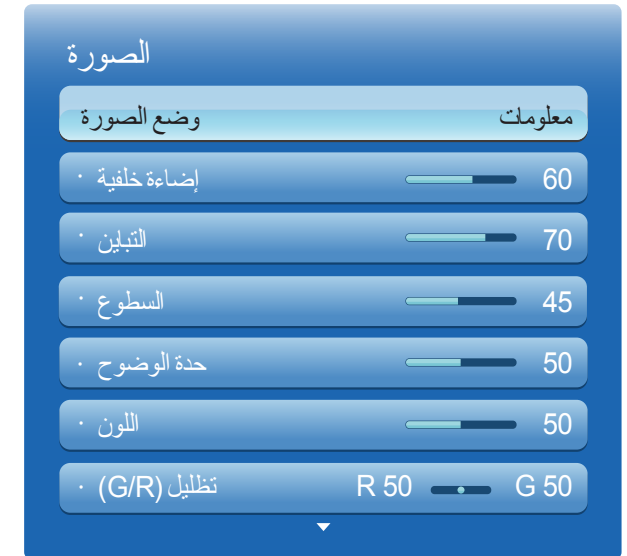 الصورة
وضع الصورة معلومات
· إضاءة خلفية 60
· التباين 70
· السطوع 45
· حدة الوضوح 50
· اللون 50
· تظليل (G/R) R 50 G 50